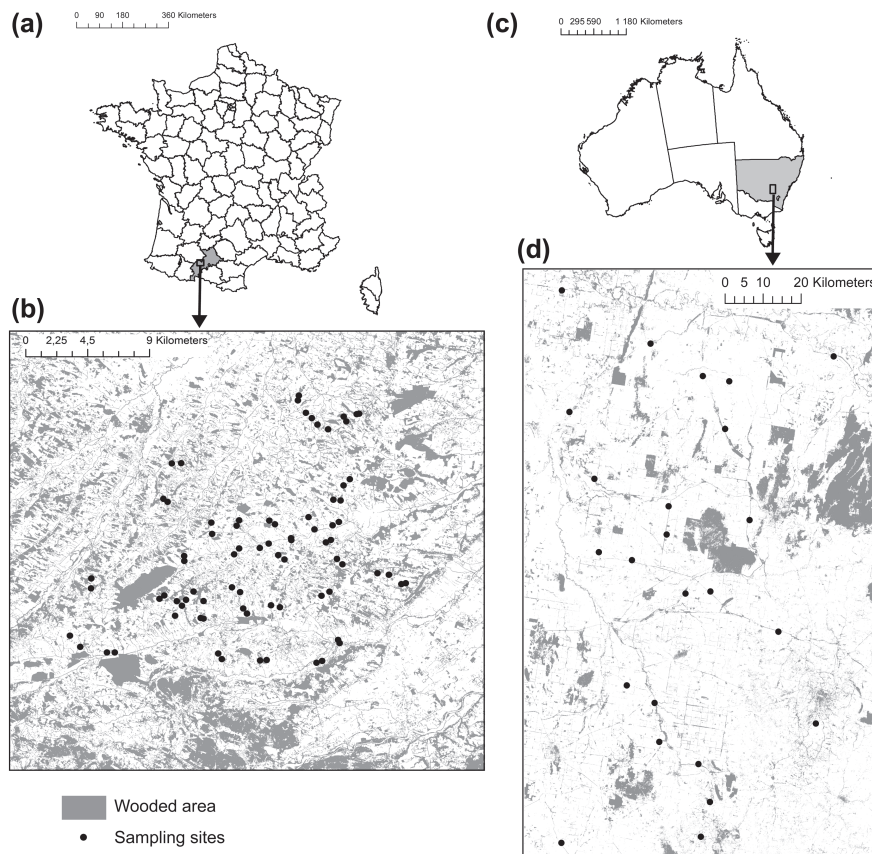 (a)
0 90 180 360 Kilometers
(c)
0 295 590 1 180 Kilometers
(b)
0 2,25 4,5 9 Kilometers
(d)
0 5 10 20 Kilometers
Wooded area
Sampling sites